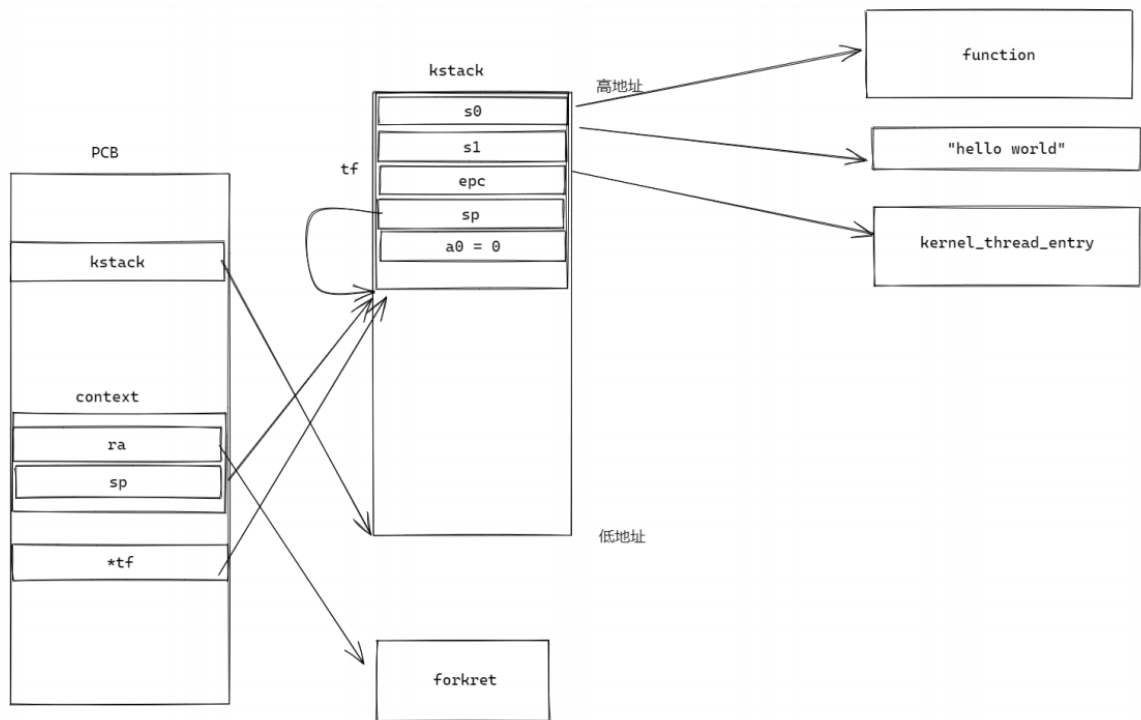 kstack
高地址
function
s0
s1
"hello world"
PCB
tf
epc
sp
kernel_thread_entry
a0 = 0
kstack
context
ra
sp
低地址
*tf
forkret